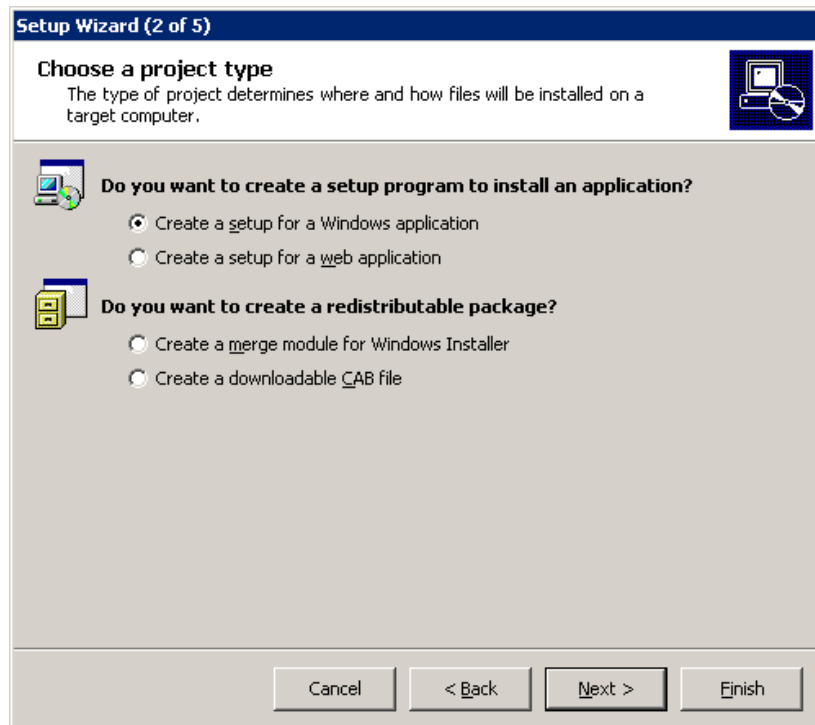 Setup Wizard (2 of 5)
Choose a project type
The type of project determines where and how files will be installed on a
target computer.
Do you want to create a setup program to install an application?
Create a setup for a Windows application
Create a setup for a web application
Do you want to create a redistributable package?
Create a merge module for Windows Installer
Create a downloadable CAB file
Cancel
< Back
Next >
Finish